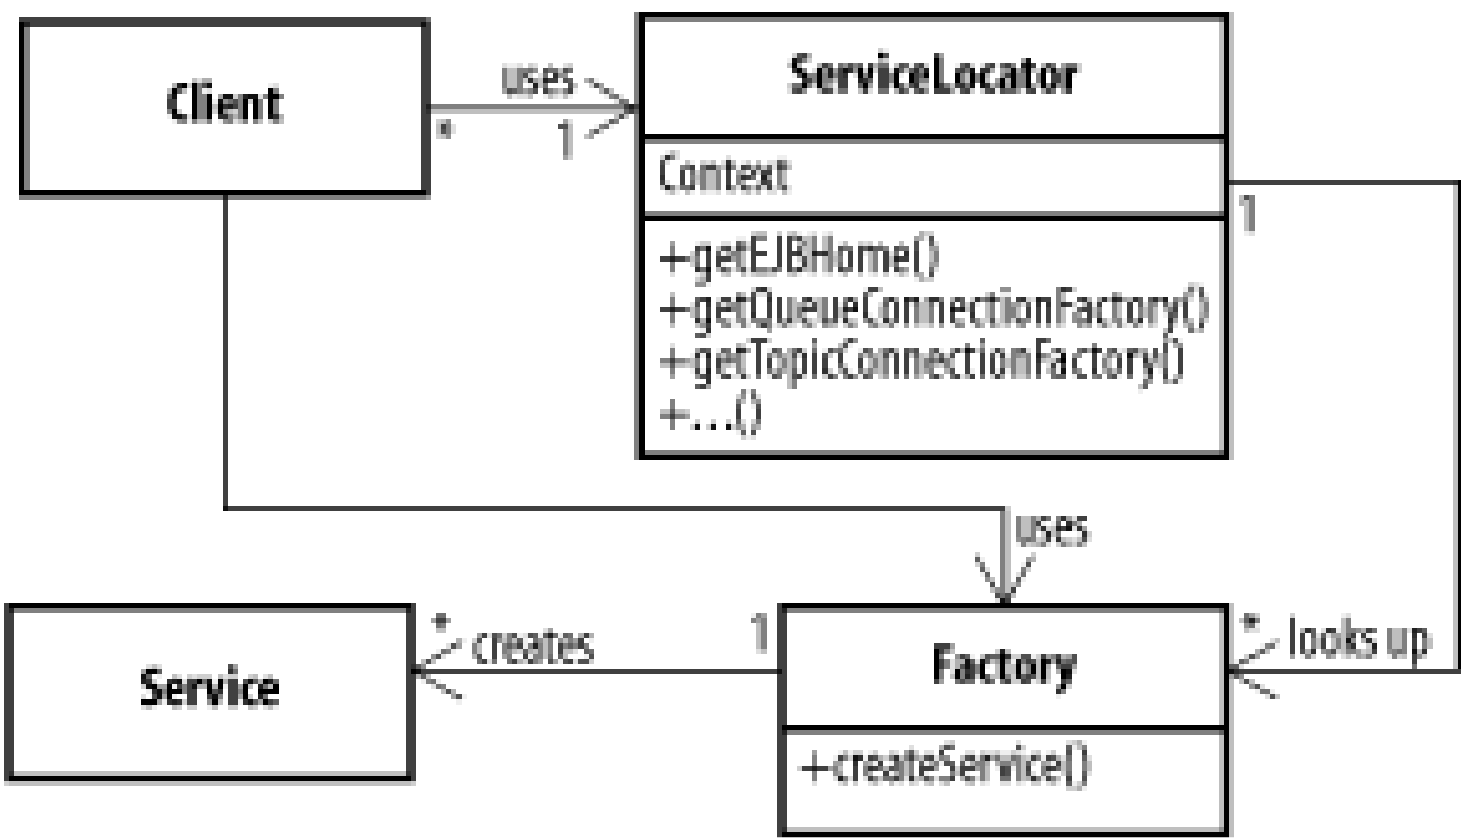 Client
uses
* 1
ServiceLocator
Context
1
+getEJBHome()
+getQueueConnectionFactory()
+getTopicConnectionFactory()
+...()
uses
Service
* creates 1
Factory
* looks up
+createService()